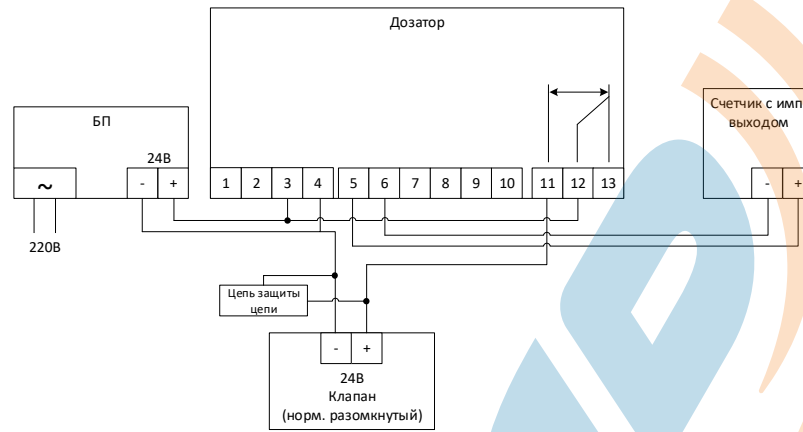 Дозатор
БП
24В
~
- +
220В
1 2 3 4 5 6 7 8 9 10 11 12 13
Счетчик с имп
выходом
- +
Цепь защиты
цепи
- +
24В
Клапан
(норм. разомкнутый)